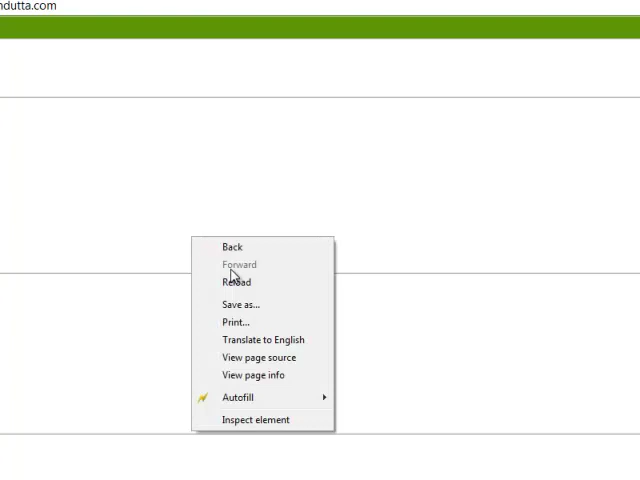 ndutta.com
Back
Forward
Reload
Save as...
Print...
Translate to English
View page source
View page info
Autofill
Inspect element